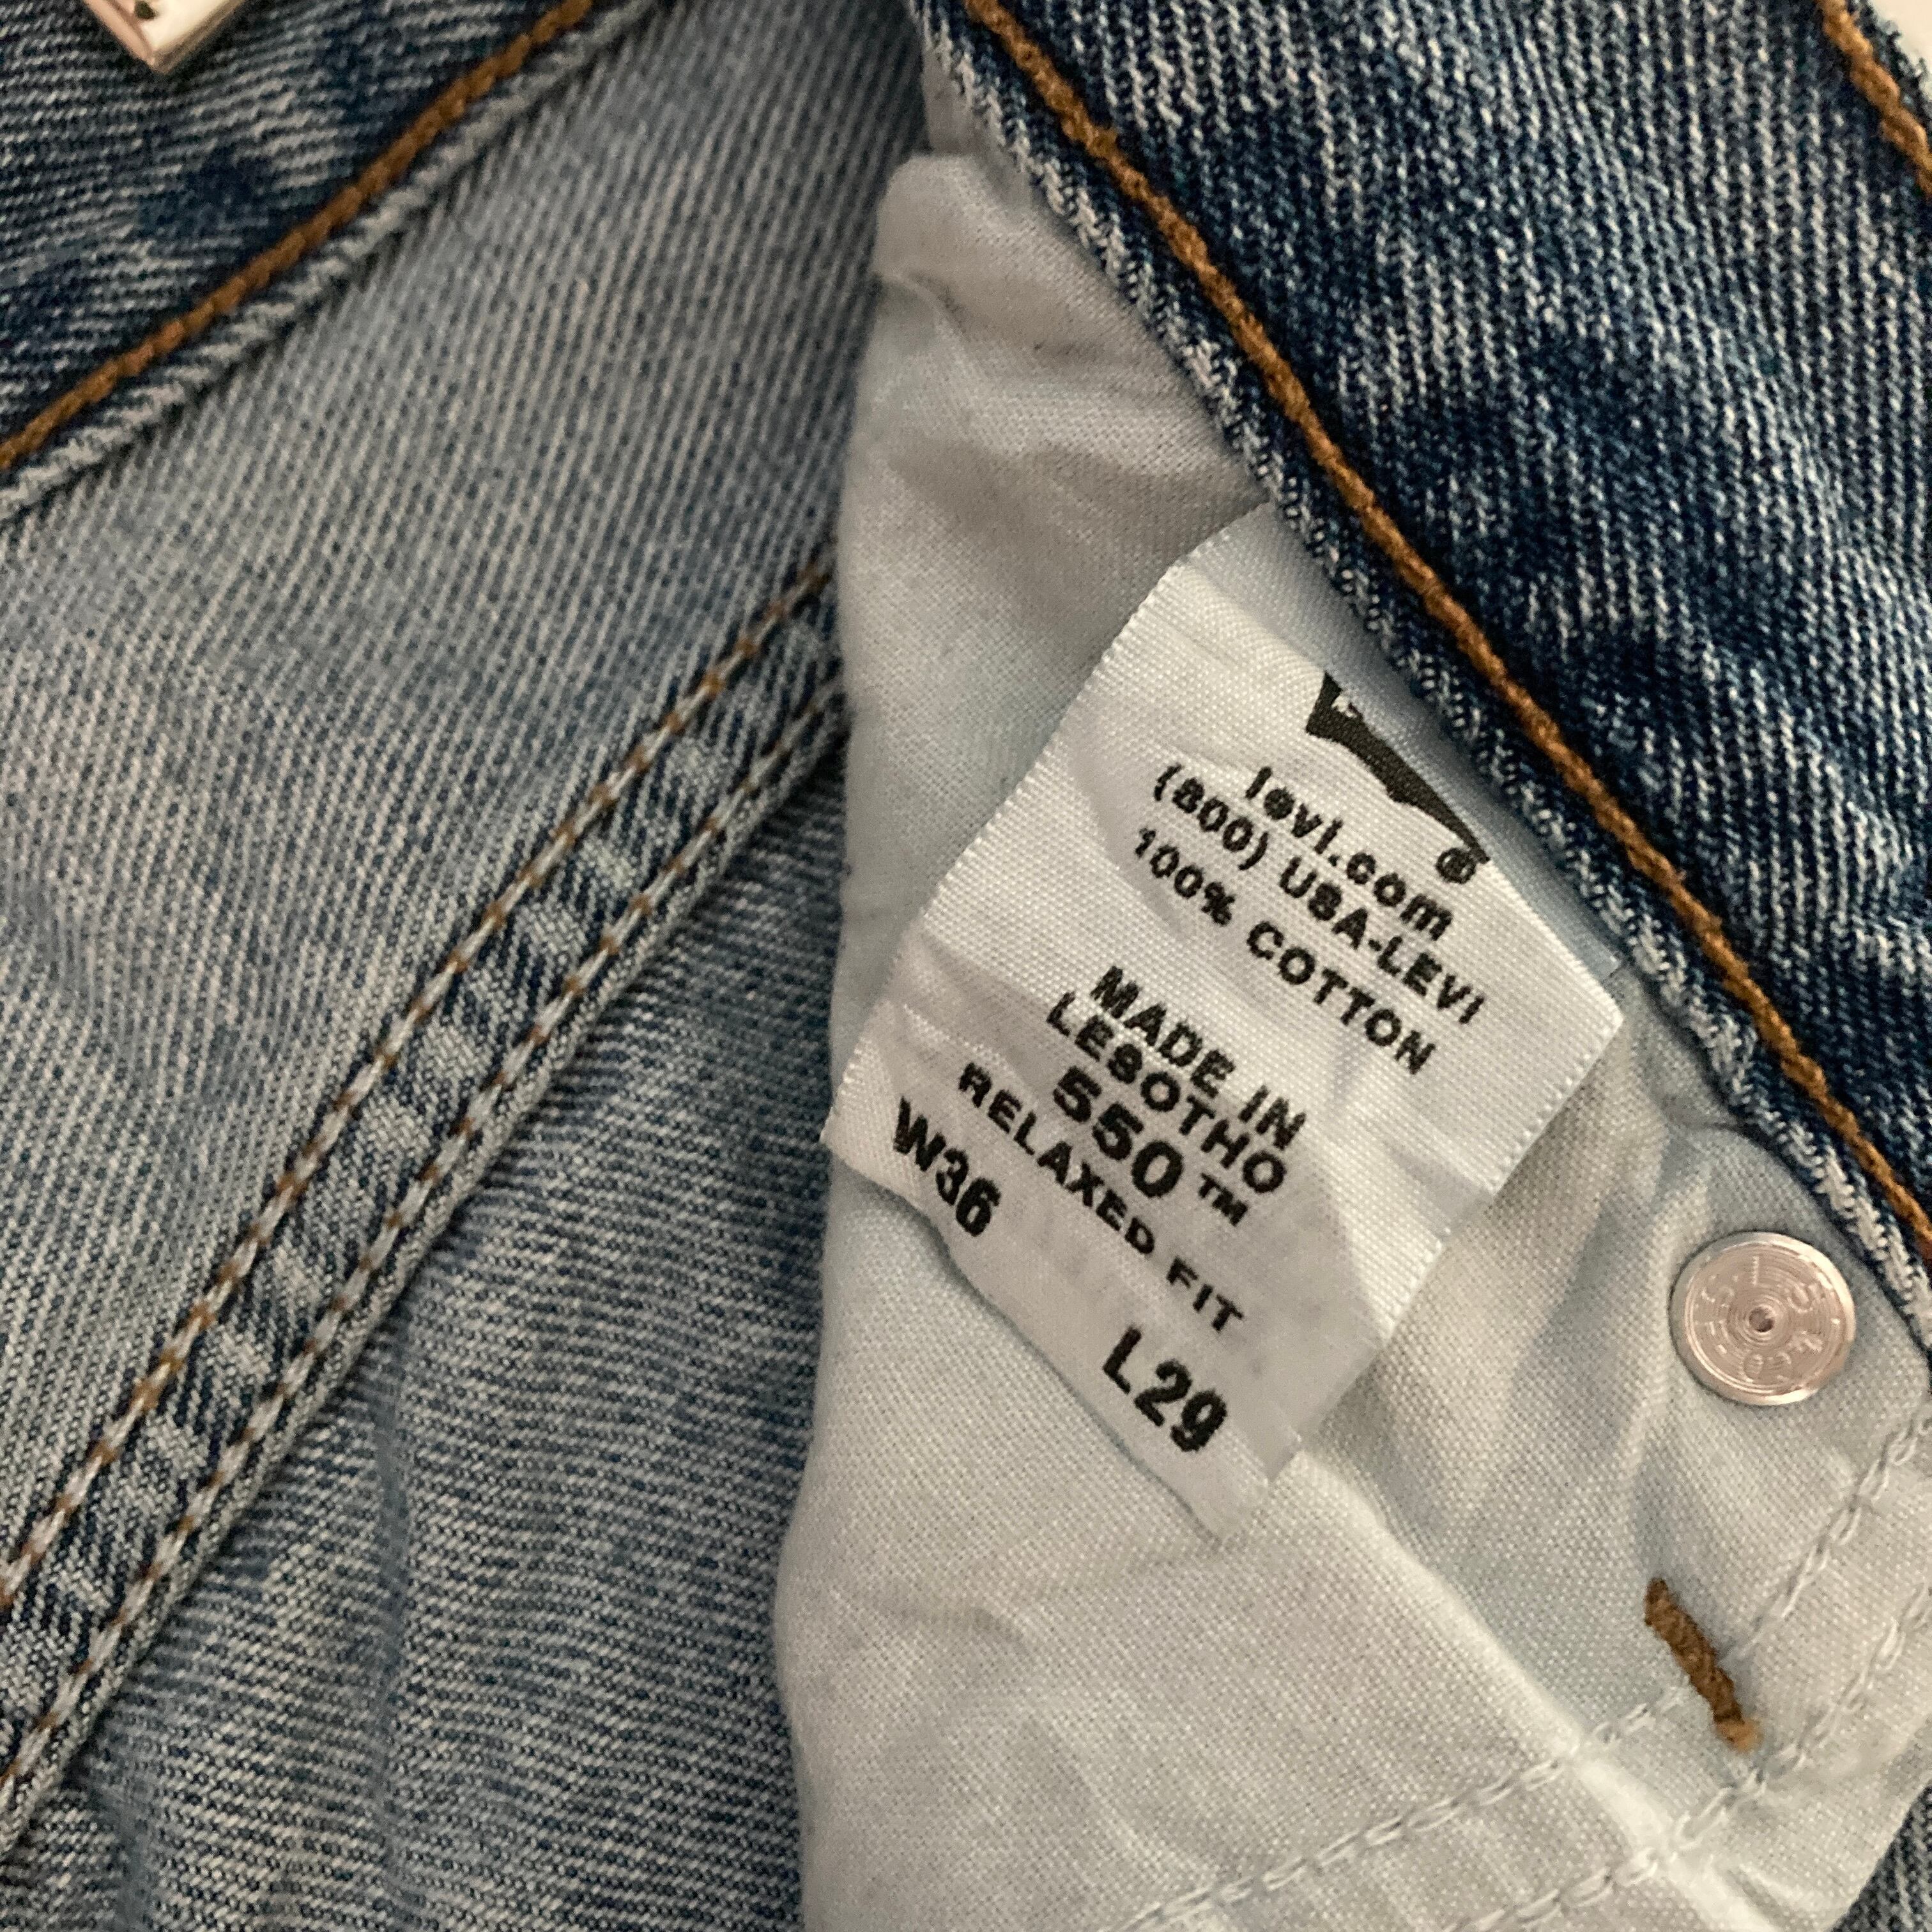 ®
levi.com
(800) USA-LEVI
100% COTTON
MADE IN
LESOTHO
550™
RELAXED FIT
W36 L29